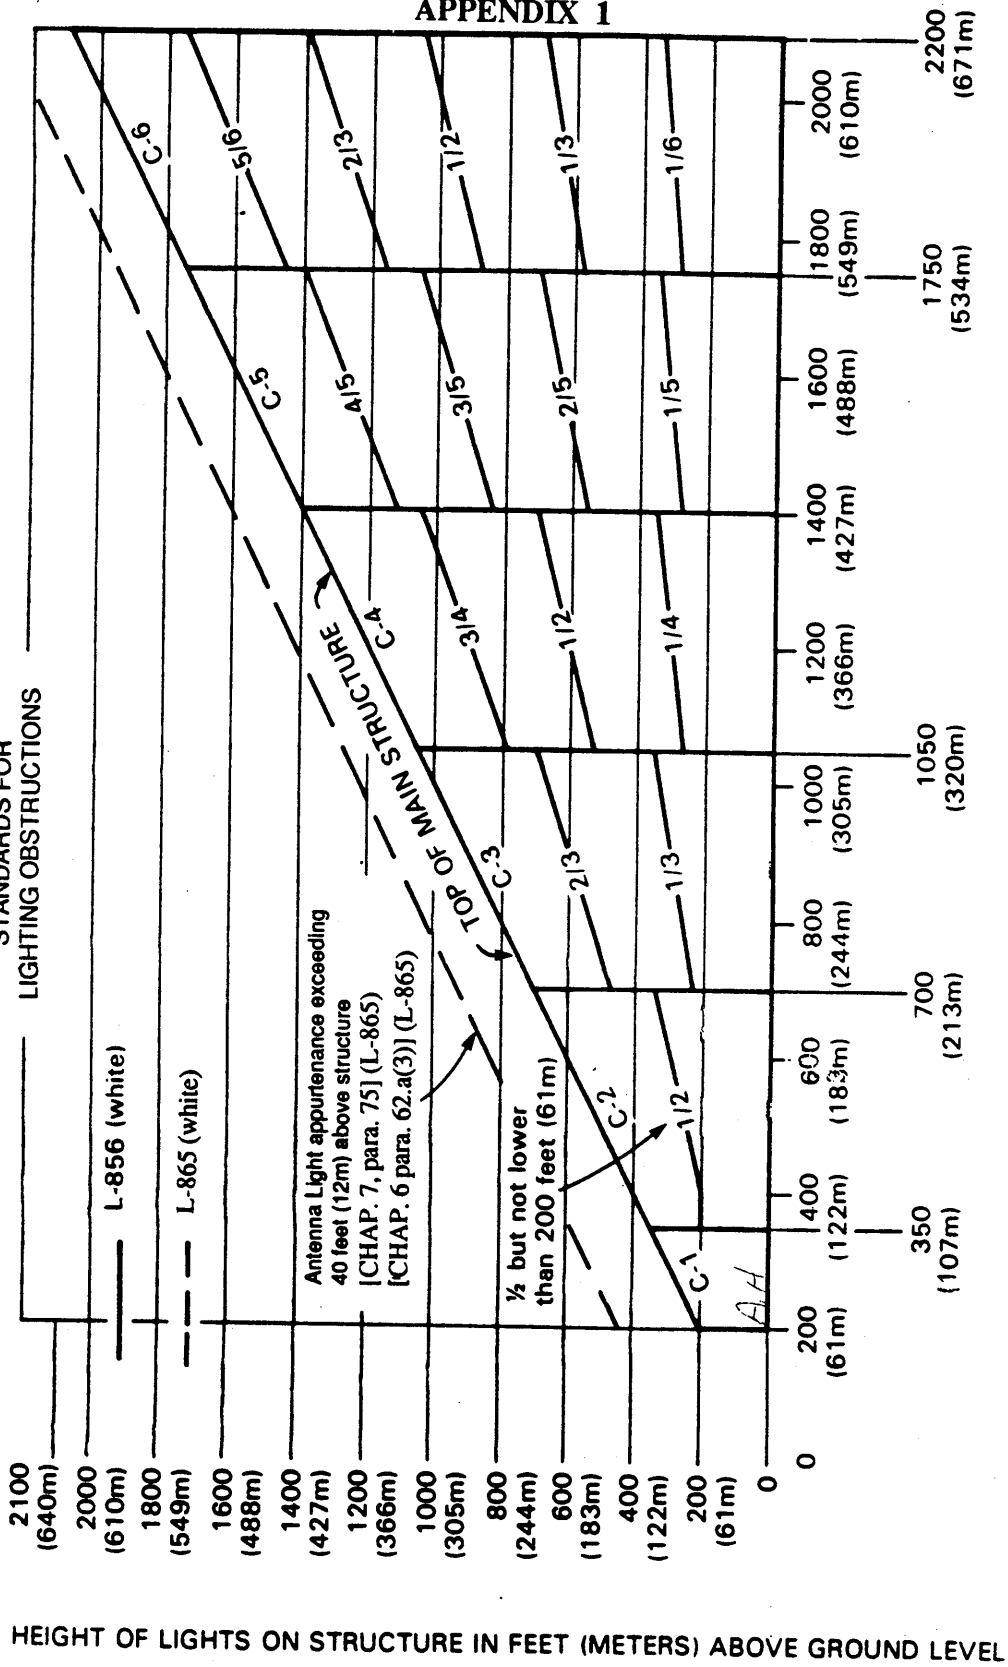 APPENDIX 1
STANDARDS FOR
LIGHTING OBSTRUCTIONS
L-856 (white)
L-865 (white)
Antenna Light appurtenance exceeding
40 feet (12m) above structure
[CHAP. 7, para. 75] (L-865)
[CHAP. 6 para. 62.a(3)] (L-865)
½ but not lower
than 200 feet (61m)
TOP OF MAIN STRUCTURE
C-1
C-2
C-3
C-4
C-5
C-6
1/2
2/3
1/3
3/4
1/2
1/4
4/5
3/5
2/5
1/5
5/6
2/3
1/2
1/3
1/6
2100
(640m)
2000
(610m)
1800
(549m)
1600
(488m)
1400
(427m)
1200
(366m)
1000
(305m)
800
(244m)
600
(183m)
400
(122m)
200
(61m)
0
0
200
(61m)
400
(122m)
600
(183m)
800
(244m)
1000
(305m)
1200
(366m)
1400
(427m)
1600
(488m)
1800
(549m)
2000
(610m)
350
(107m)
700
(213m)
1050
(320m)
1750
(534m)
2200
(671m)
HEIGHT OF LIGHTS ON STRUCTURE IN FEET (METERS) ABOVE GROUND LEVEL